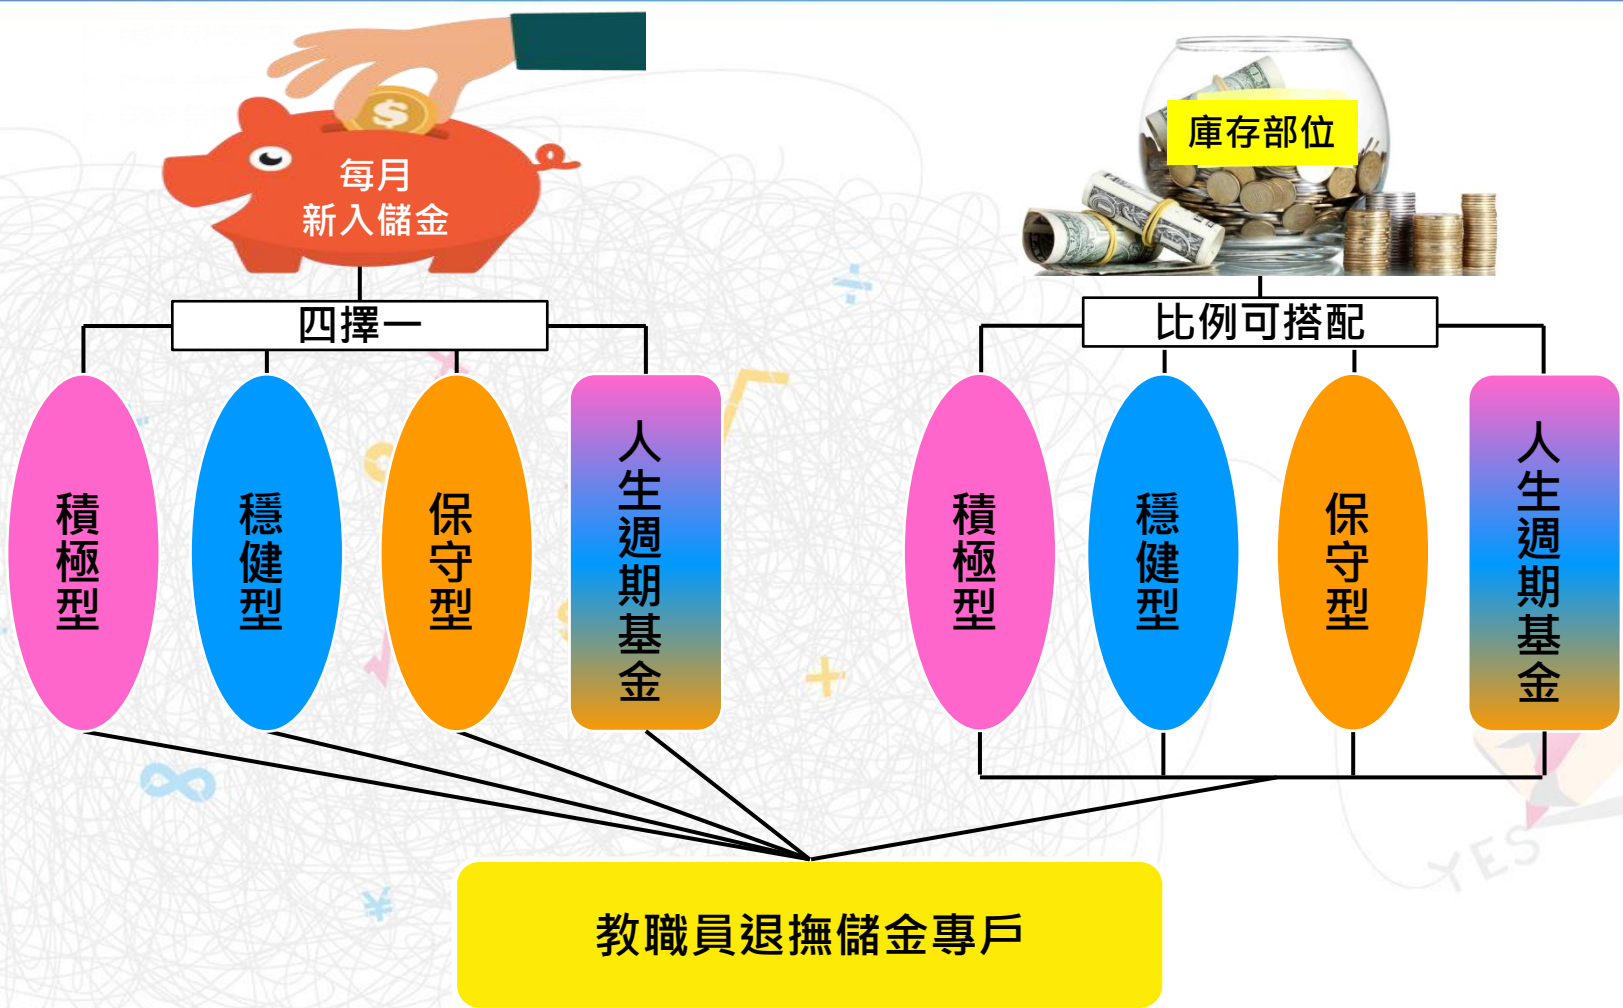 每月
新入儲金
庫存部位
四擇一
比例可搭配
積極型
穩健型
保守型
人生週期基金
積極型
穩健型
保守型
人生週期基金
YES
教職員退撫儲金專戶